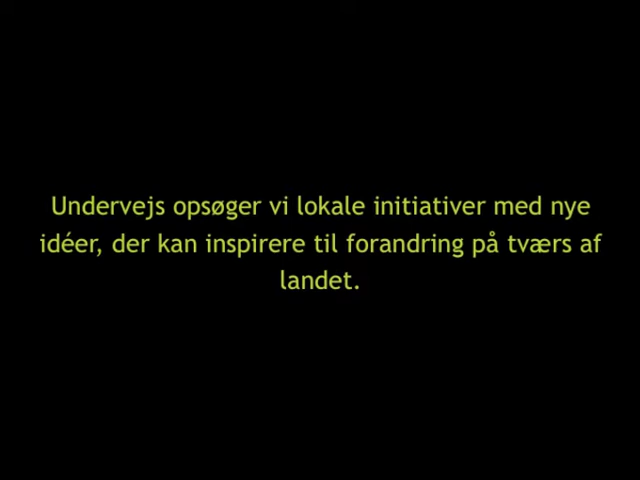 Undervejs opsøger vi lokale initiativer med nye
idéer, der kan inspirere til forandring på tværs af
landet.